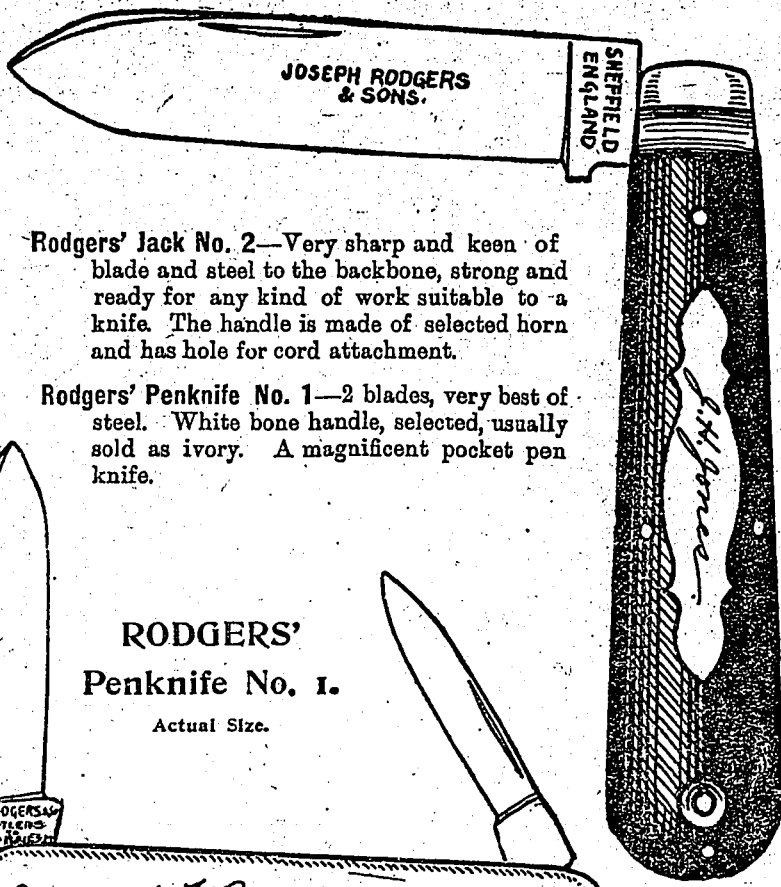 JOSEPH RODGERS
& SONS.
SHEFFIELD
ENGLAND
Rodgers' Jack No. 2—Very sharp and keen of
blade and steel to the backbone, strong and
ready for any kind of work suitable to a
knife. The handle is made of selected horn
and has hole for cord attachment.
Rodgers' Penknife No. 1—2 blades, very best of
steel. White bone handle, selected, usually
sold as ivory. A magnificent pocket pen
knife.
J. H. Jones
RODGERS'
Penknife No. 1.
Actual Size.